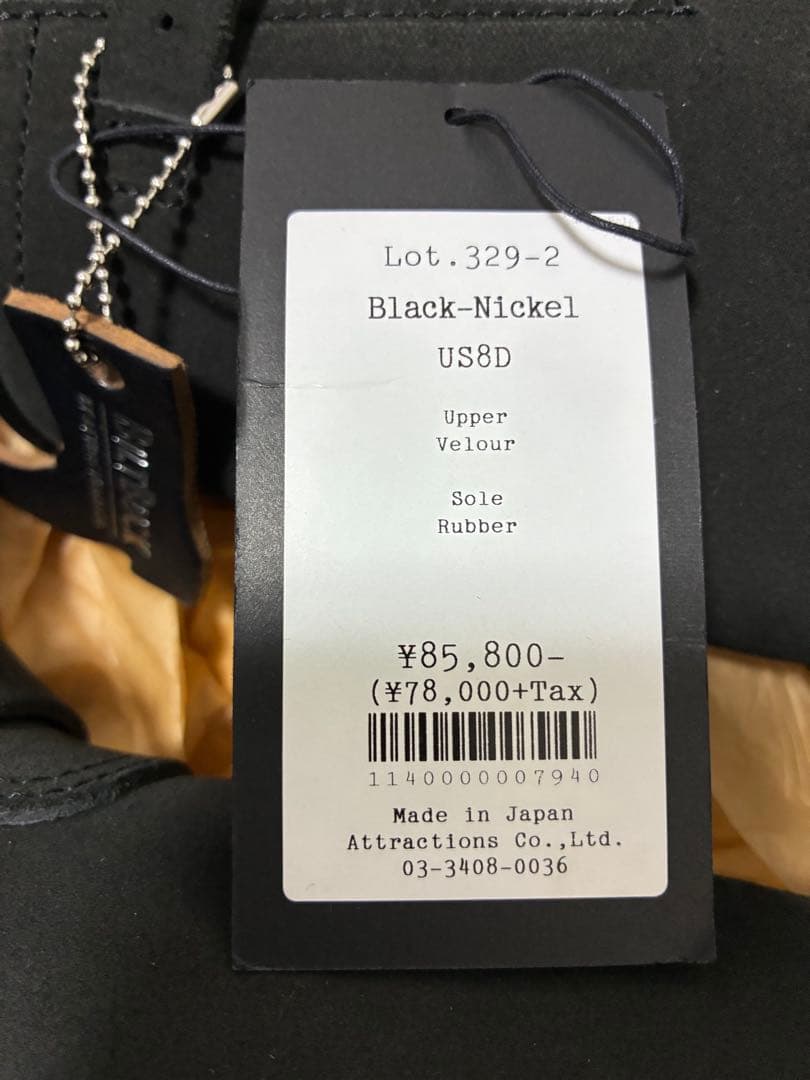 Lot.329-2
Black-Nickel
US8D
Upper
Velour
Sole
Rubber
¥85,800-
(¥78,000+Tax)
1140000007940
Made in Japan
Attractions Co.,Ltd.
03-3408-0036